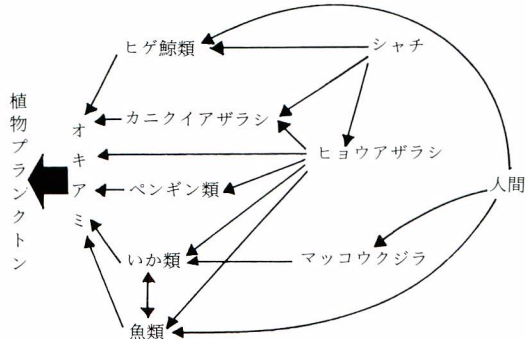 植物プランクトン
オキアミ
ヒゲ鯨類
シャチ
カニクイアザラシ
ヒョウアザラシ
ペンギン類
人間
いか類
マッコウクジラ
魚類